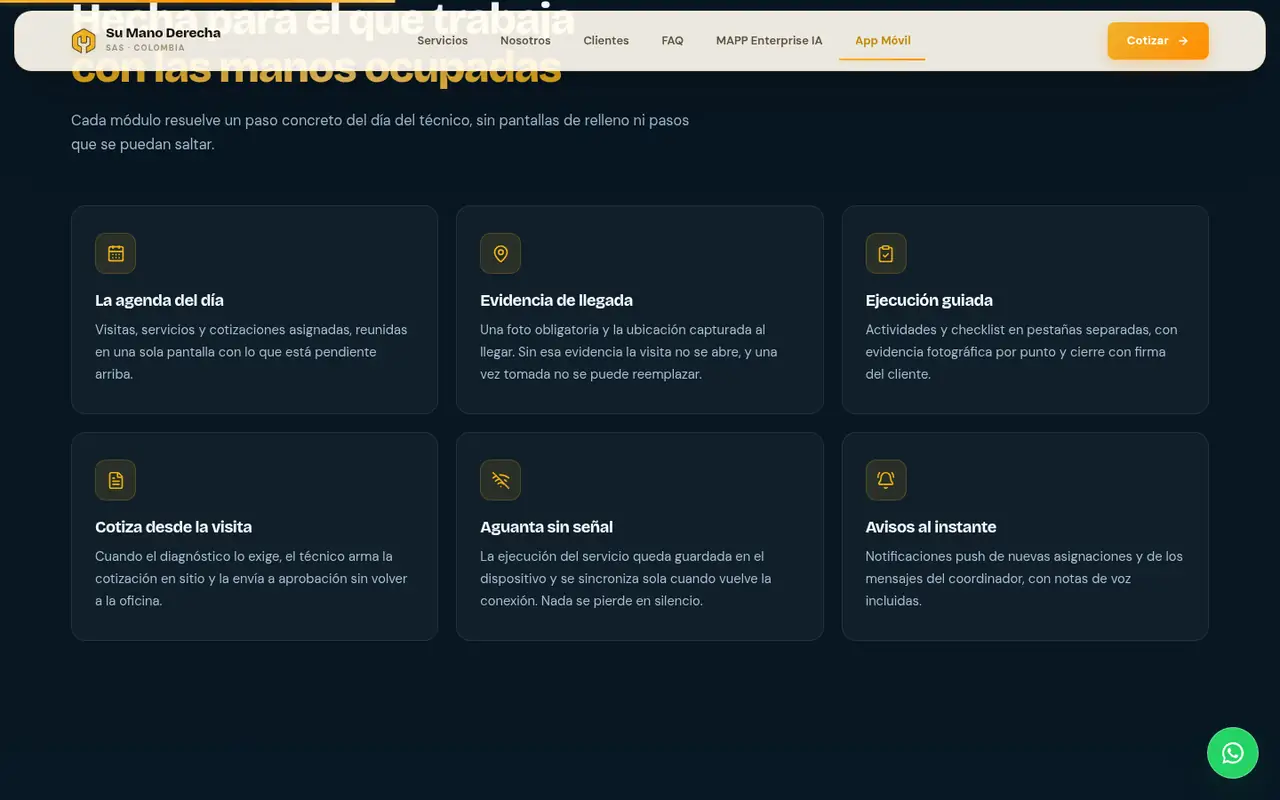 Hecha para el que trabaja
Su Mano Derecha
SAS · COLOMBIA
Servicios
Nosotros
Clientes
FAQ
MAPP Enterprise IA
App Móvil
Cotizar →
con las manos ocupadas
Cada módulo resuelve un paso concreto del día del técnico, sin pantallas de relleno ni pasos
que se puedan saltar.
La agenda del día
Visitas, servicios y cotizaciones asignadas, reunidas
en una sola pantalla con lo que está pendiente
arriba.
Evidencia de llegada
Una foto obligatoria y la ubicación capturada al
llegar. Sin esa evidencia la visita no se abre, y una
vez tomada no se puede reemplazar.
Ejecución guiada
Actividades y checklist en pestañas separadas, con
evidencia fotográfica por punto y cierre con firma
del cliente.
Cotiza desde la visita
Cuando el diagnóstico lo exige, el técnico arma la
cotización en sitio y la envía a aprobación sin volver
a la oficina.
Aguanta sin señal
La ejecución del servicio queda guardada en el
dispositivo y se sincroniza sola cuando vuelve la
conexión. Nada se pierde en silencio.
Avisos al instante
Notificaciones push de nuevas asignaciones y de los
mensajes del coordinador, con notas de voz
incluidas.